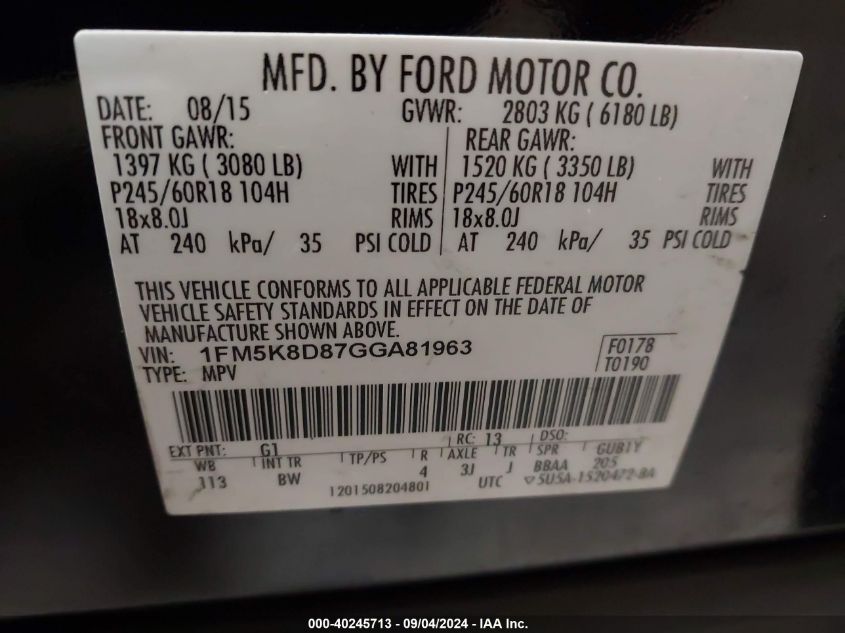 MFD. BY FORD MOTOR CO.
DATE: 08/15 GVWR: 2803 KG ( 6180 LB)
FRONT GAWR: REAR GAWR:
1397 KG ( 3080 LB) WITH 1520 KG ( 3350 LB) WITH
P245/60R18 104H TIRES P245/60R18 104H TIRES
18x8.0J RIMS 18x8.0J RIMS
AT 240 kPa/ 35 PSI COLD AT 240 kPa/ 35 PSI COLD
THIS VEHICLE CONFORMS TO ALL APPLICABLE FEDERAL MOTOR
VEHICLE SAFETY STANDARDS IN EFFECT ON THE DATE OF
MANUFACTURE SHOWN ABOVE.
VIN: 1FM5K8D87GGA81963 F0178
TYPE: MPV T0190
EXT PNT: G1 RC: 13 DSO:
WB INT TR TP/PS R AXLE TR SPR GUBIY
113 BW 4 3J J BBAA 205
1201508204801 UTC ▽5U5A-1520472-BA
000-40245713 - 09/04/2024 - IAA Inc.